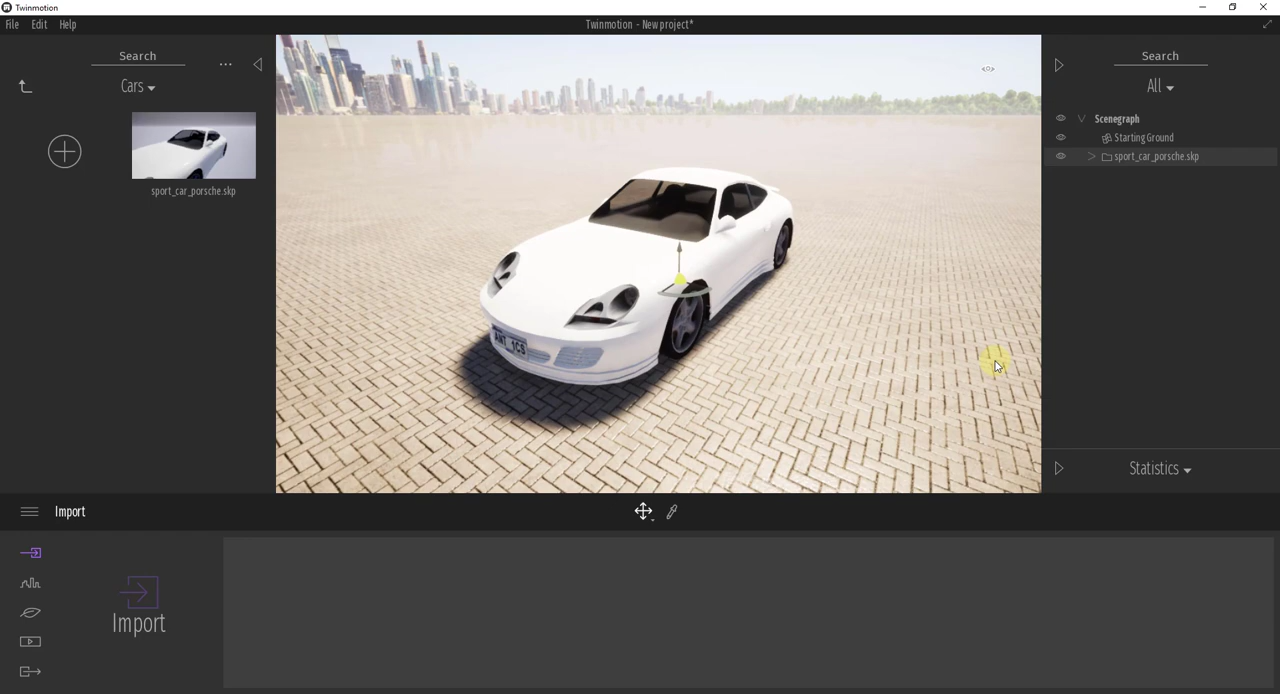 Twinmotion
File Edit Help
Twinmotion - New project*
Search
Cars
sport_car_porsche.skp
ANT 1CS
Search
All
Scenegraph
Starting Ground
sport_car_porsche.skp
Statistics
Import
Import